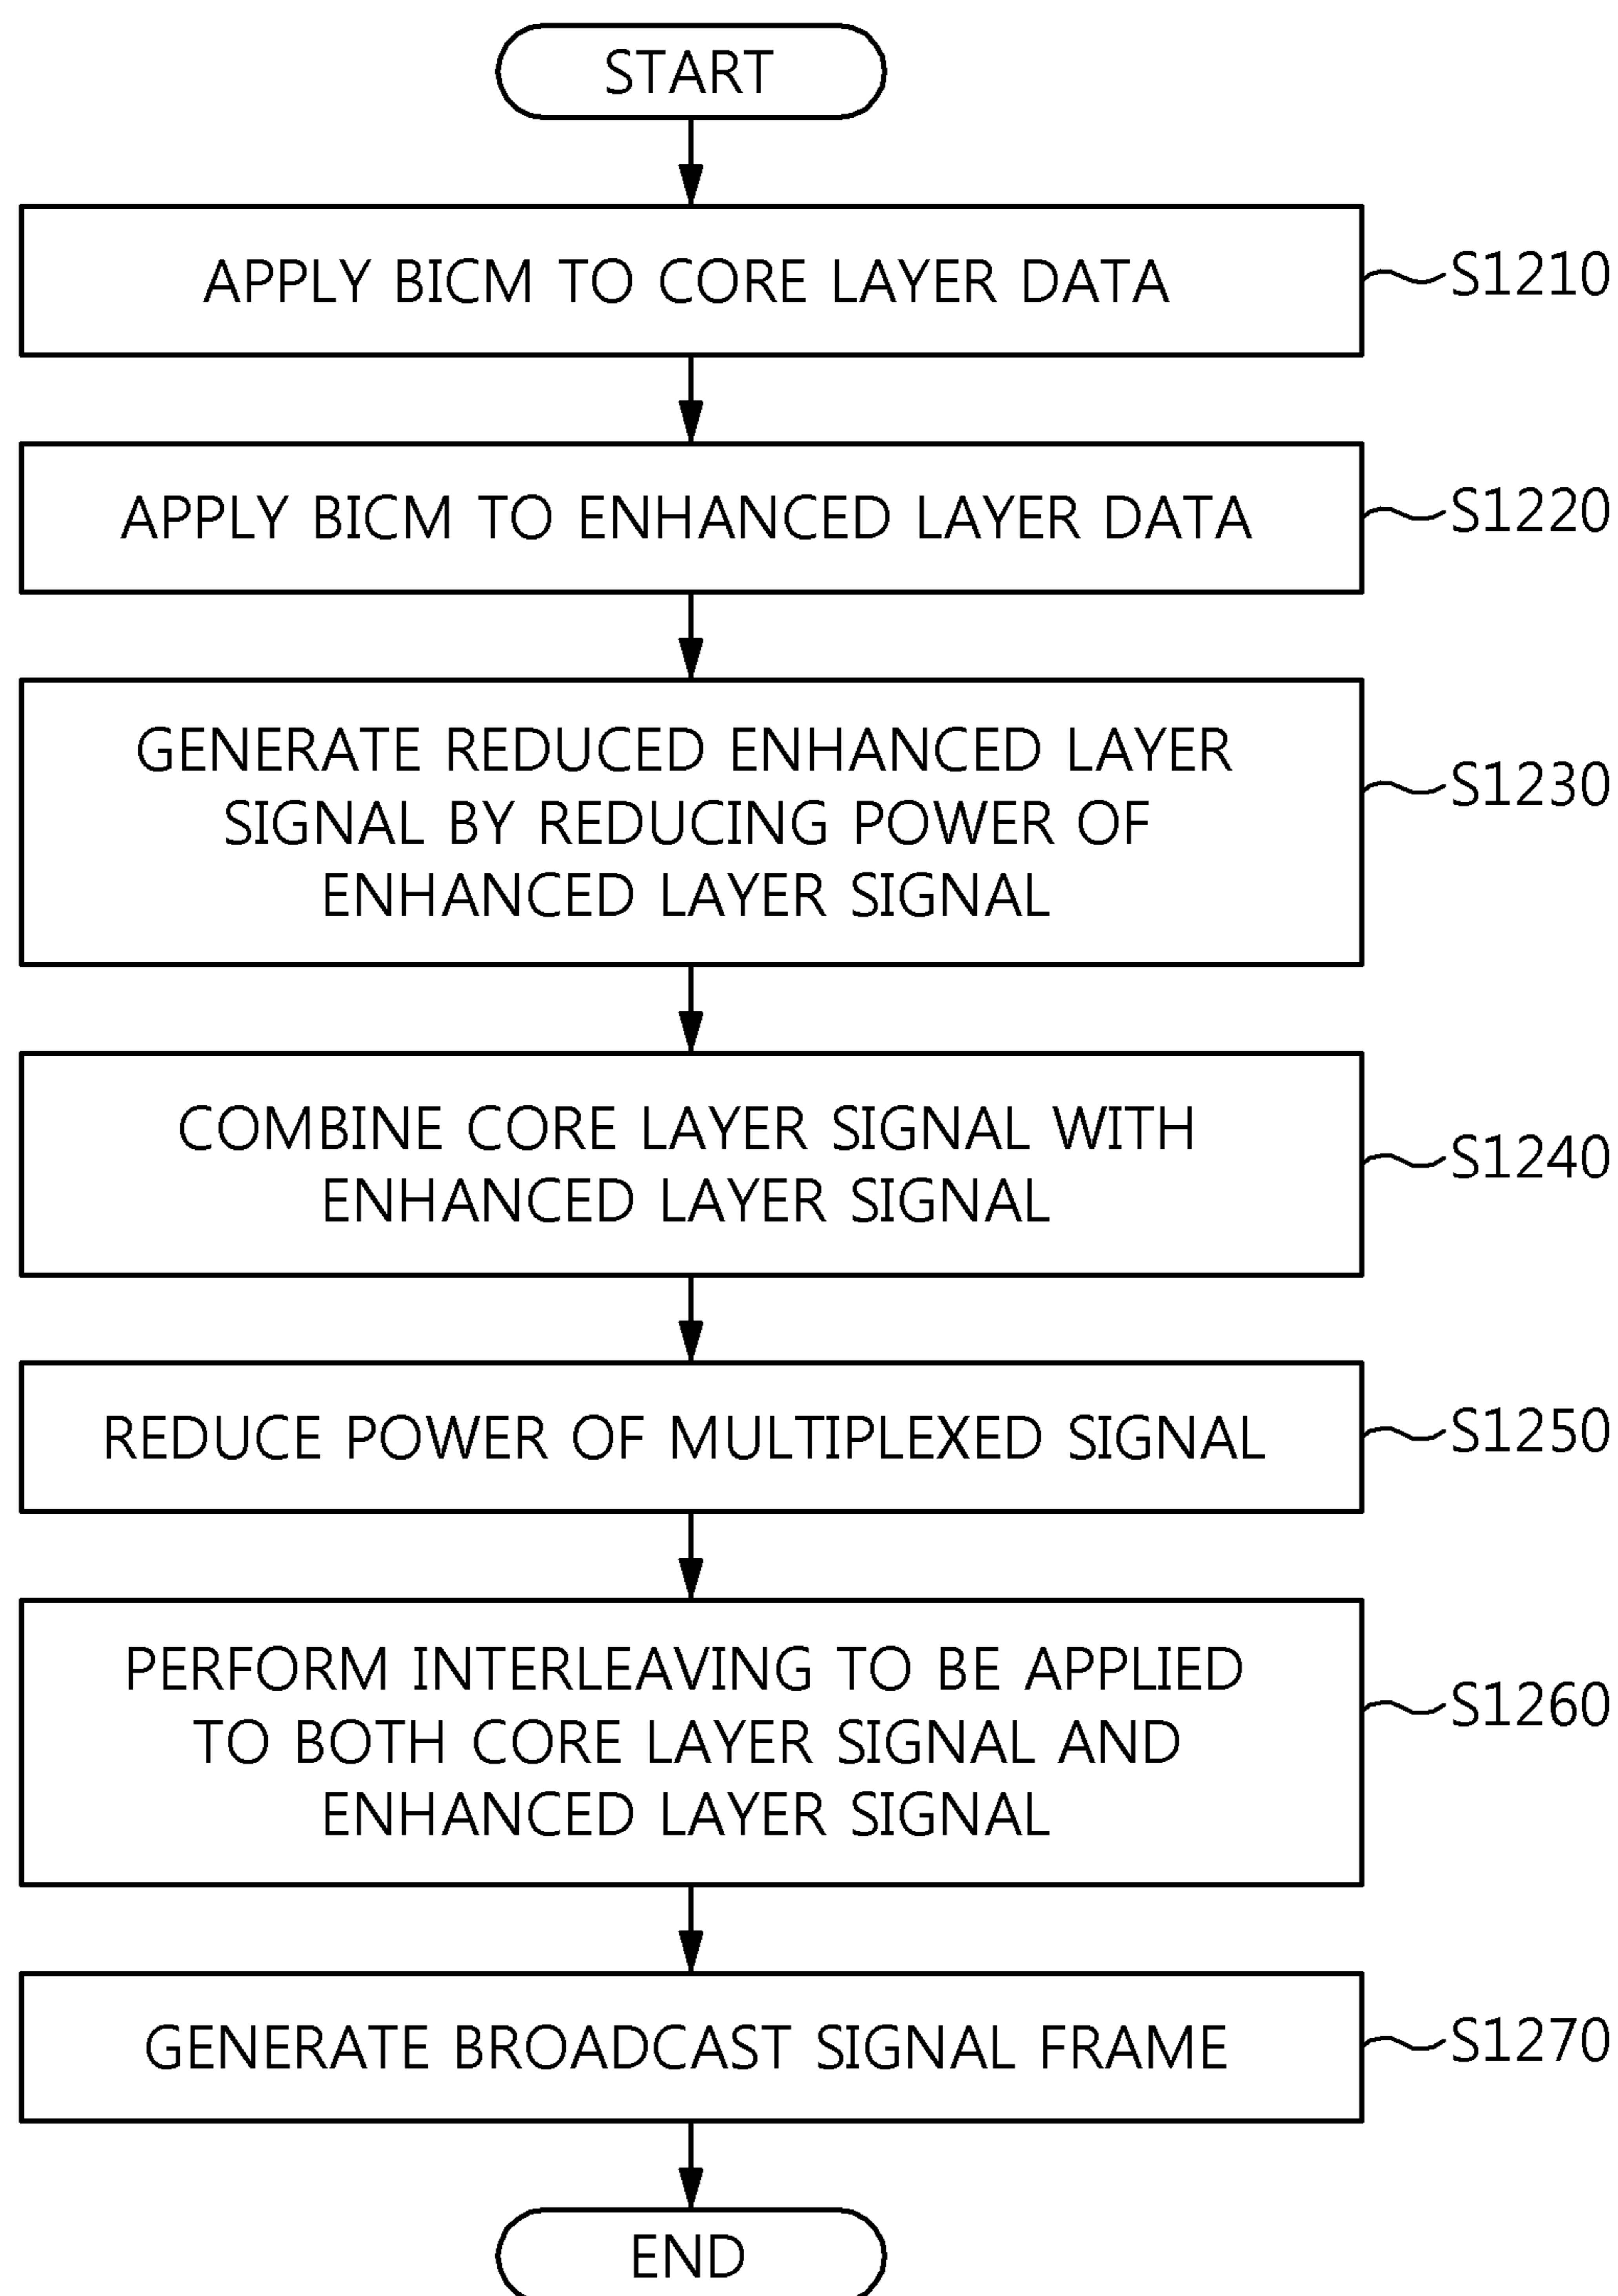 START
APPLY BICM TO CORE LAYER DATA
S1210
APPLY BICM TO ENHANCED LAYER DATA
S1220
GENERATE REDUCED ENHANCED LAYER
SIGNAL BY REDUCING POWER OF
ENHANCED LAYER SIGNAL
S1230
COMBINE CORE LAYER SIGNAL WITH
ENHANCED LAYER SIGNAL
S1240
REDUCE POWER OF MULTIPLEXED SIGNAL
S1250
PERFORM INTERLEAVING TO BE APPLIED
TO BOTH CORE LAYER SIGNAL AND
ENHANCED LAYER SIGNAL
S1260
GENERATE BROADCAST SIGNAL FRAME
S1270
END